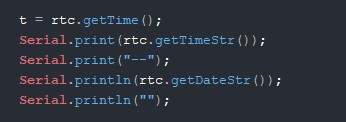 t = rtc.getTime();
Serial.print(rtc.getTimeStr());
Serial.print("--");
Serial.println(rtc.getDateStr());
Serial.println("");